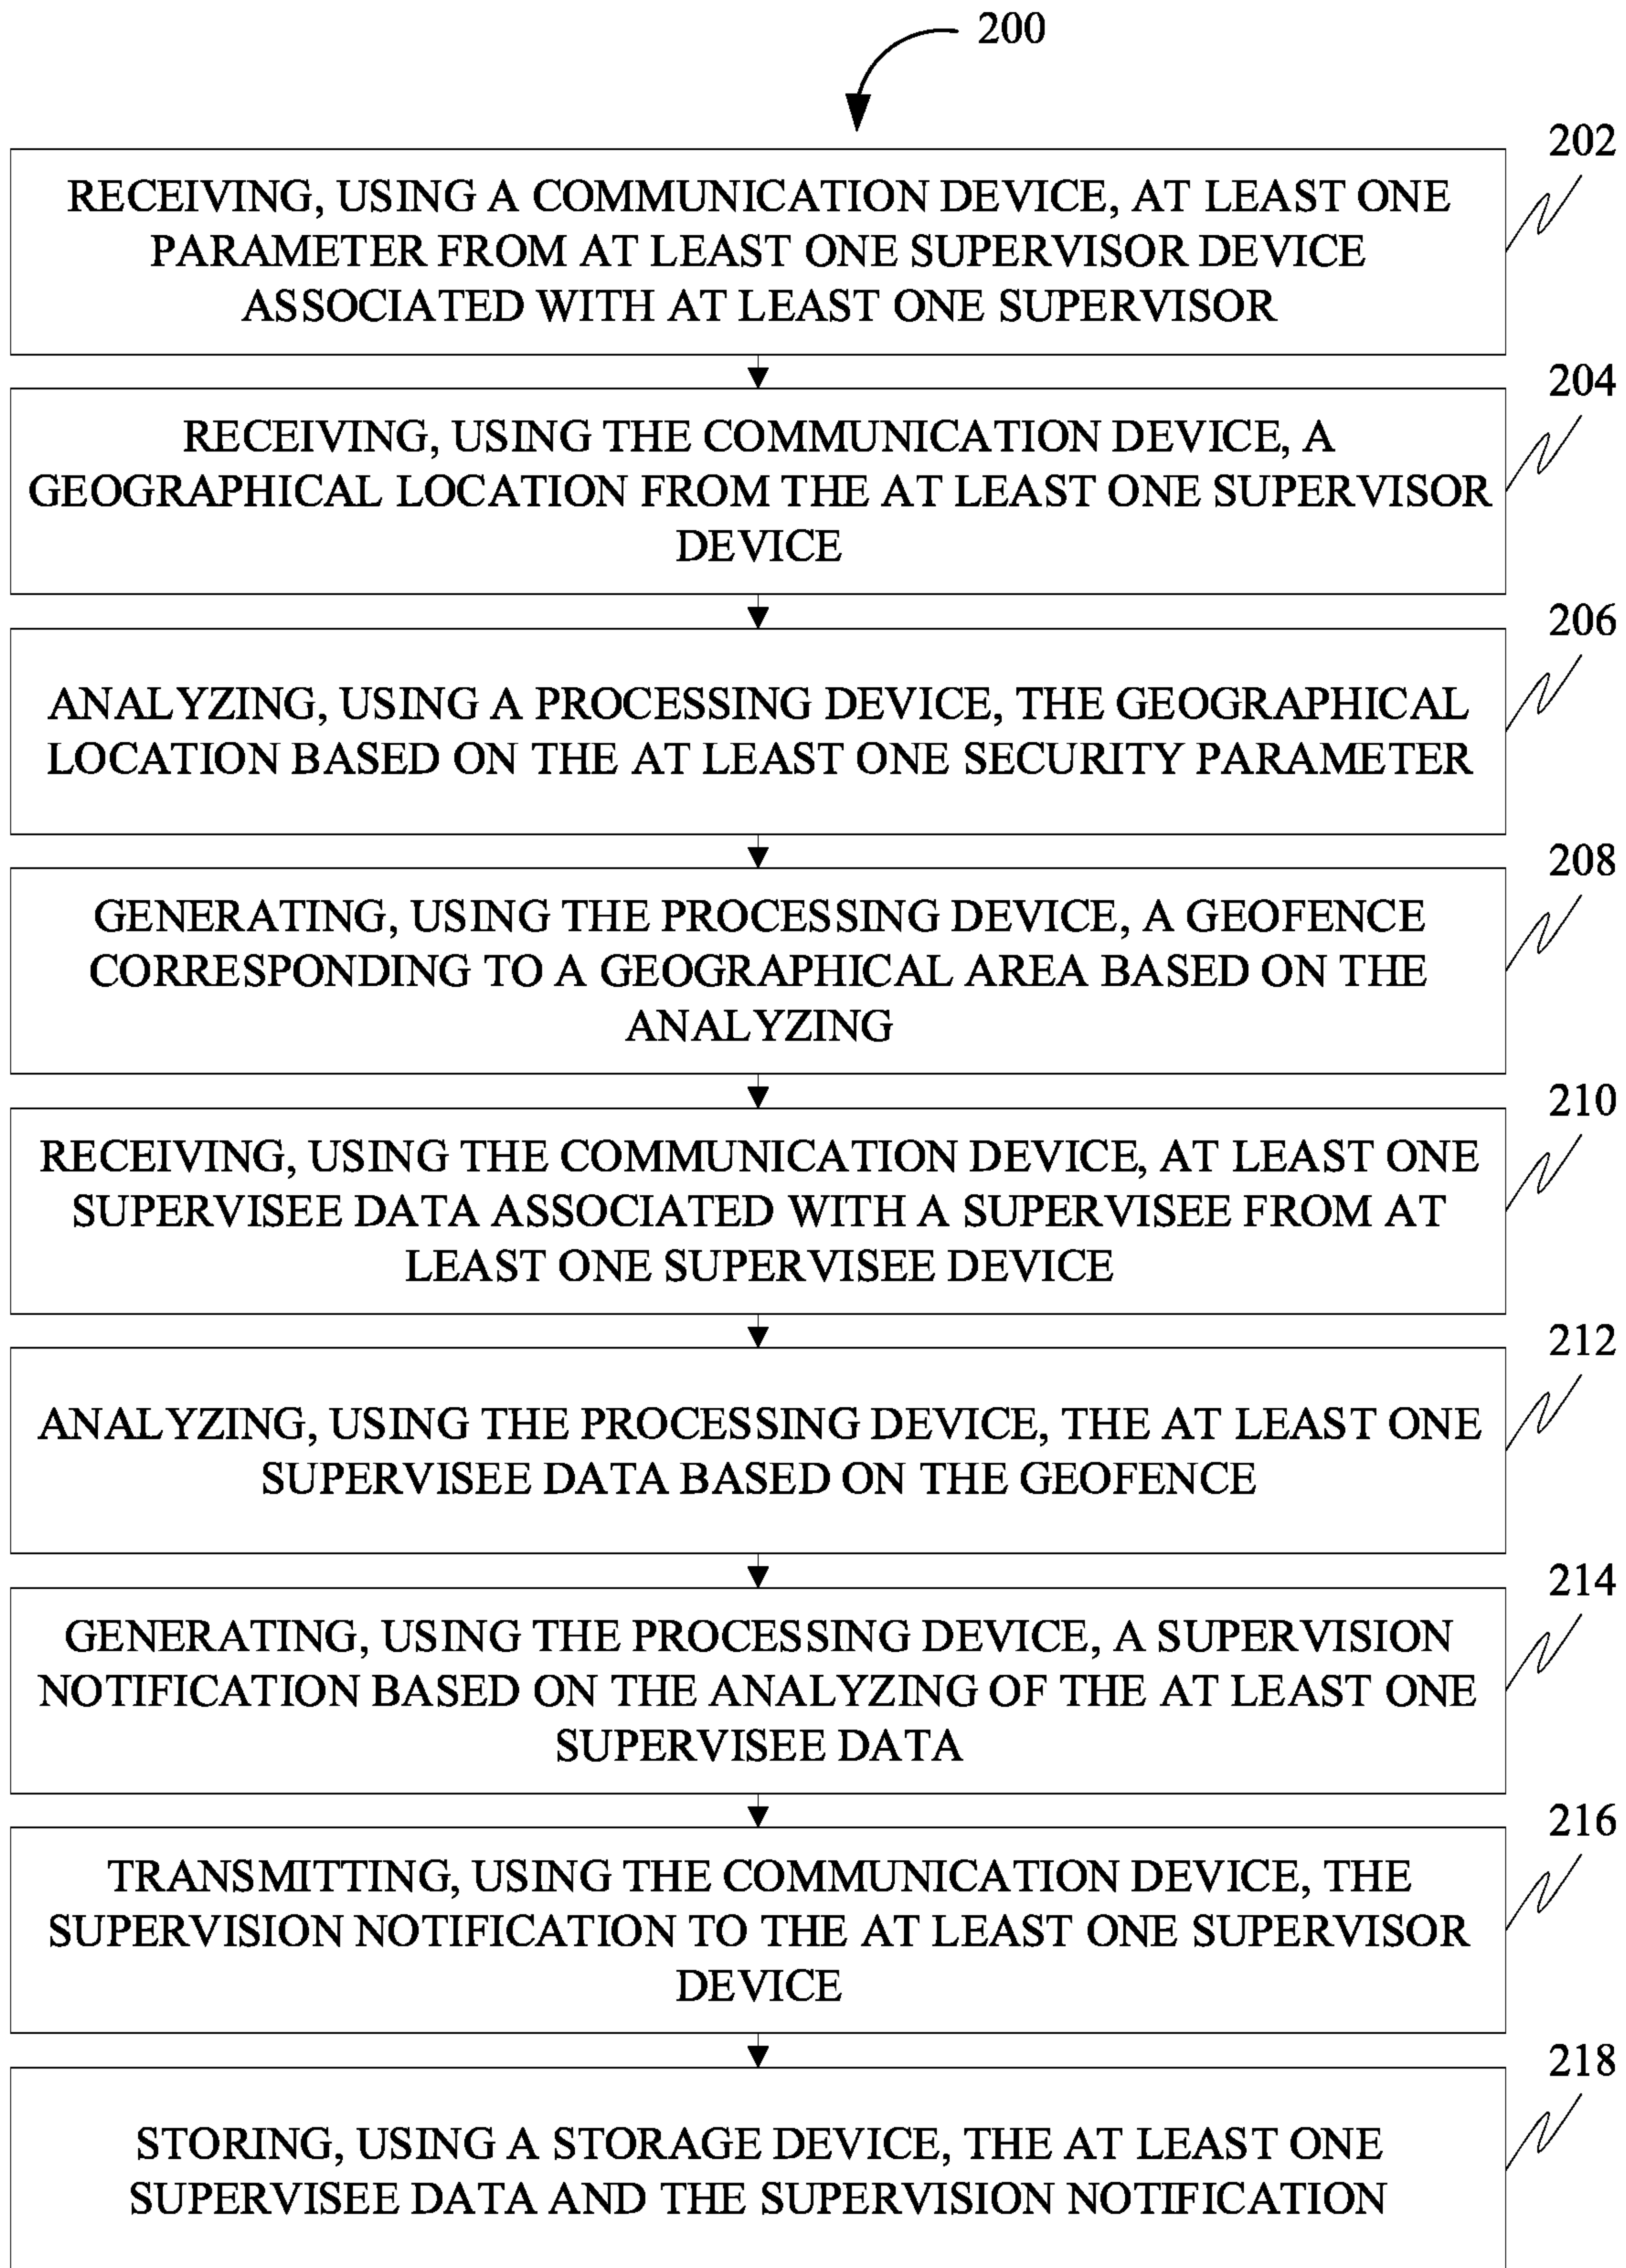 200
202
RECEIVING, USING A COMMUNICATION DEVICE, AT LEAST ONE
PARAMETER FROM AT LEAST ONE SUPERVISOR DEVICE
ASSOCIATED WITH AT LEAST ONE SUPERVISOR
204
RECEIVING, USING THE COMMUNICATION DEVICE, A
GEOGRAPHICAL LOCATION FROM THE AT LEAST ONE SUPERVISOR
DEVICE
206
ANALYZING, USING A PROCESSING DEVICE, THE GEOGRAPHICAL
LOCATION BASED ON THE AT LEAST ONE SECURITY PARAMETER
208
GENERATING, USING THE PROCESSING DEVICE, A GEOFENCE
CORRESPONDING TO A GEOGRAPHICAL AREA BASED ON THE
ANALYZING
210
RECEIVING, USING THE COMMUNICATION DEVICE, AT LEAST ONE
SUPERVISEE DATA ASSOCIATED WITH A SUPERVISEE FROM AT
LEAST ONE SUPERVISEE DEVICE
212
ANALYZING, USING THE PROCESSING DEVICE, THE AT LEAST ONE
SUPERVISEE DATA BASED ON THE GEOFENCE
214
GENERATING, USING THE PROCESSING DEVICE, A SUPERVISION
NOTIFICATION BASED ON THE ANALYZING OF THE AT LEAST ONE
SUPERVISEE DATA
216
TRANSMITTING, USING THE COMMUNICATION DEVICE, THE
SUPERVISION NOTIFICATION TO THE AT LEAST ONE SUPERVISOR
DEVICE
218
STORING, USING A STORAGE DEVICE, THE AT LEAST ONE
SUPERVISEE DATA AND THE SUPERVISION NOTIFICATION